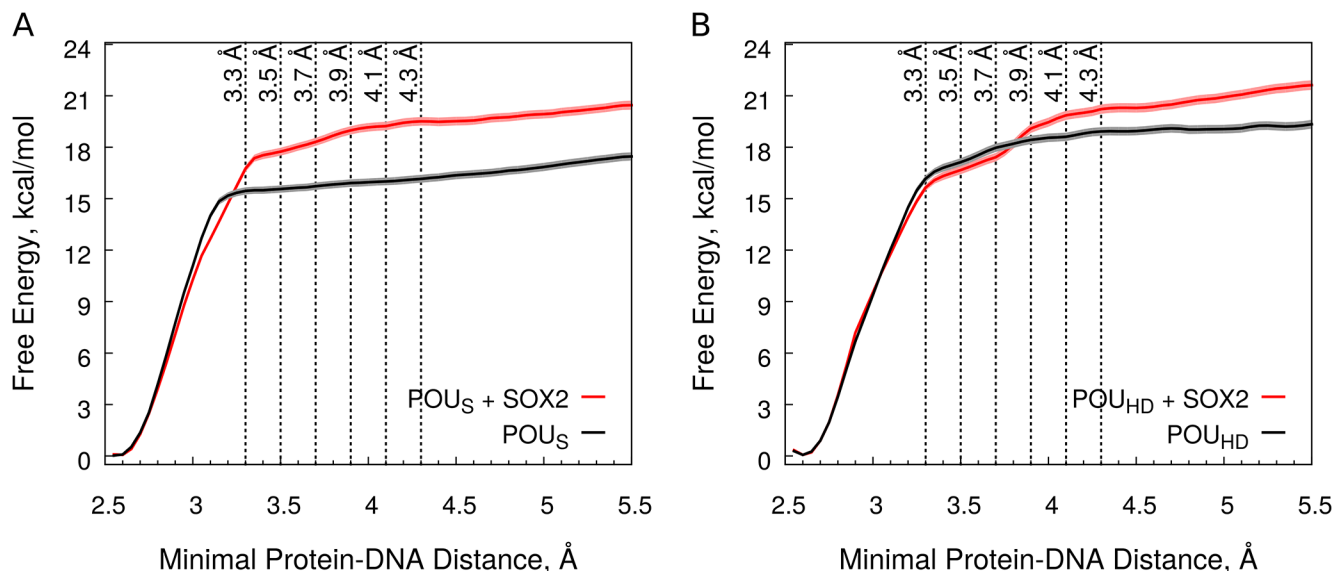 A
Free Energy, kcal/mol
24
21
18
15
12
9
6
3
0
3.3 Å
3.5 Å
3.7 Å
3.9 Å
4.1 Å
4.3 Å
POUS + SOX2
POUS
2.5 3 3.5 4 4.5 5 5.5
Minimal Protein-DNA Distance, Å
B
Free Energy, kcal/mol
24
21
18
15
12
9
6
3
0
3.3 Å
3.5 Å
3.7 Å
3.9 Å
4.1 Å
4.3 Å
POUHD + SOX2
POUHD
2.5 3 3.5 4 4.5 5 5.5
Minimal Protein-DNA Distance, Å